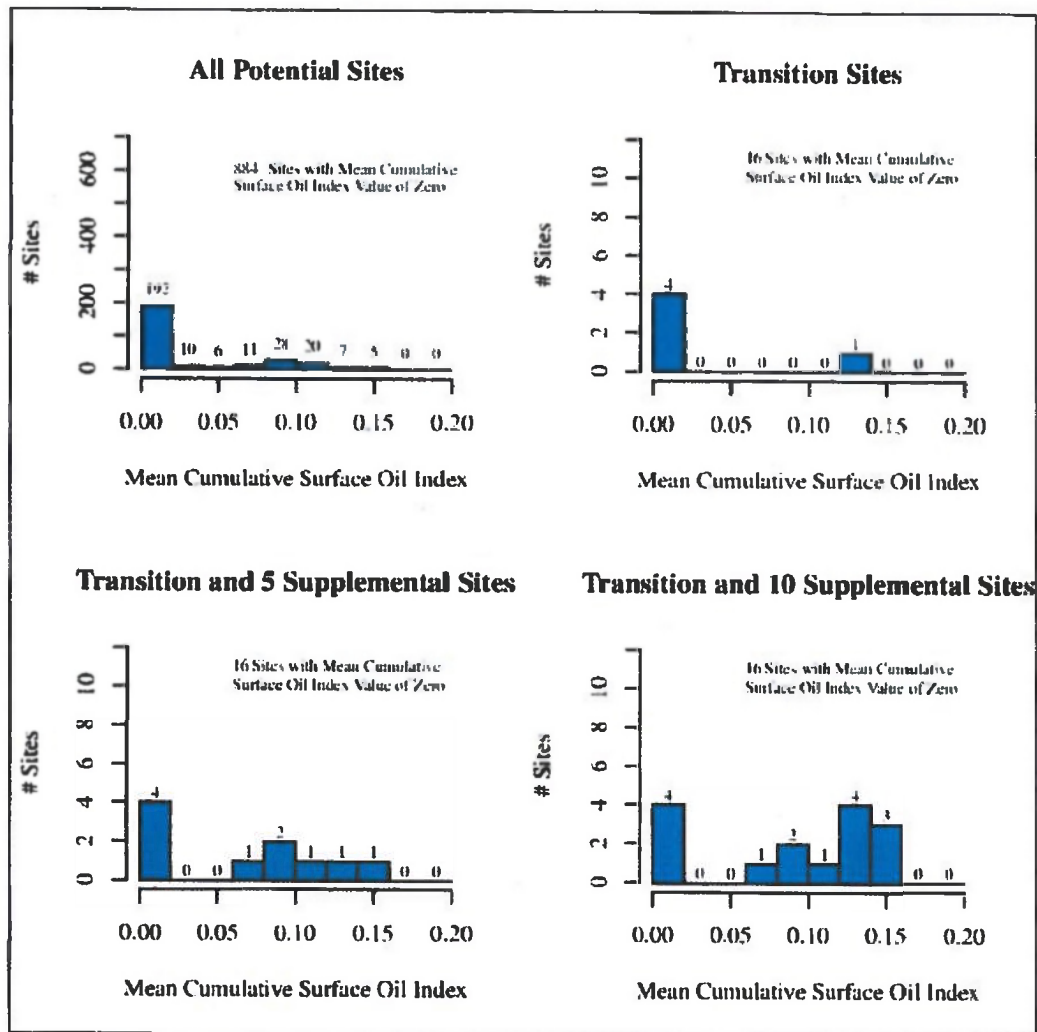 All Potential Sites
884 Sites with Mean Cumulative
Surface Oil Index Value of Zero
# Sites
0 200 400 600
10 6 11 28 20 7 5 0 0
0.00 0.05 0.10 0.15 0.20
Mean Cumulative Surface Oil Index
Transition Sites
16 Sites with Mean Cumulative
Surface Oil Index Value of Zero
# Sites
0 2 4 6 8 10
4 0 0 0 0 0 1 0 0 0
0.00 0.05 0.10 0.15 0.20
Mean Cumulative Surface Oil Index
Transition and 5 Supplemental Sites
16 Sites with Mean Cumulative
Surface Oil Index Value of Zero
# Sites
0 2 4 6 8 10
4 0 0 1 2 1 1 1 0 0
0.00 0.05 0.10 0.15 0.20
Mean Cumulative Surface Oil Index
Transition and 10 Supplemental Sites
16 Sites with Mean Cumulative
Surface Oil Index Value of Zero
# Sites
0 2 4 6 8 10
4 0 0 1 2 1 4 3 0 0
0.00 0.05 0.10 0.15 0.20
Mean Cumulative Surface Oil Index